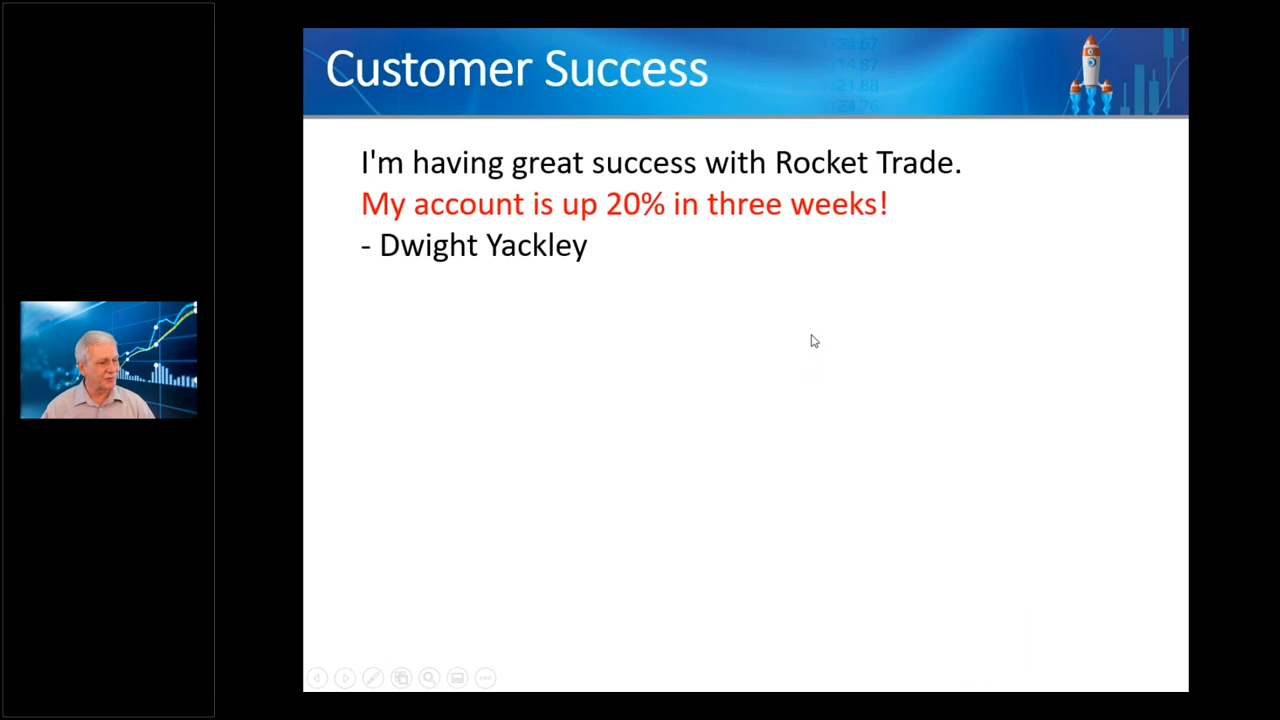 Customer Success
I'm having great success with Rocket Trade.
My account is up 20% in three weeks!
- Dwight Yackley